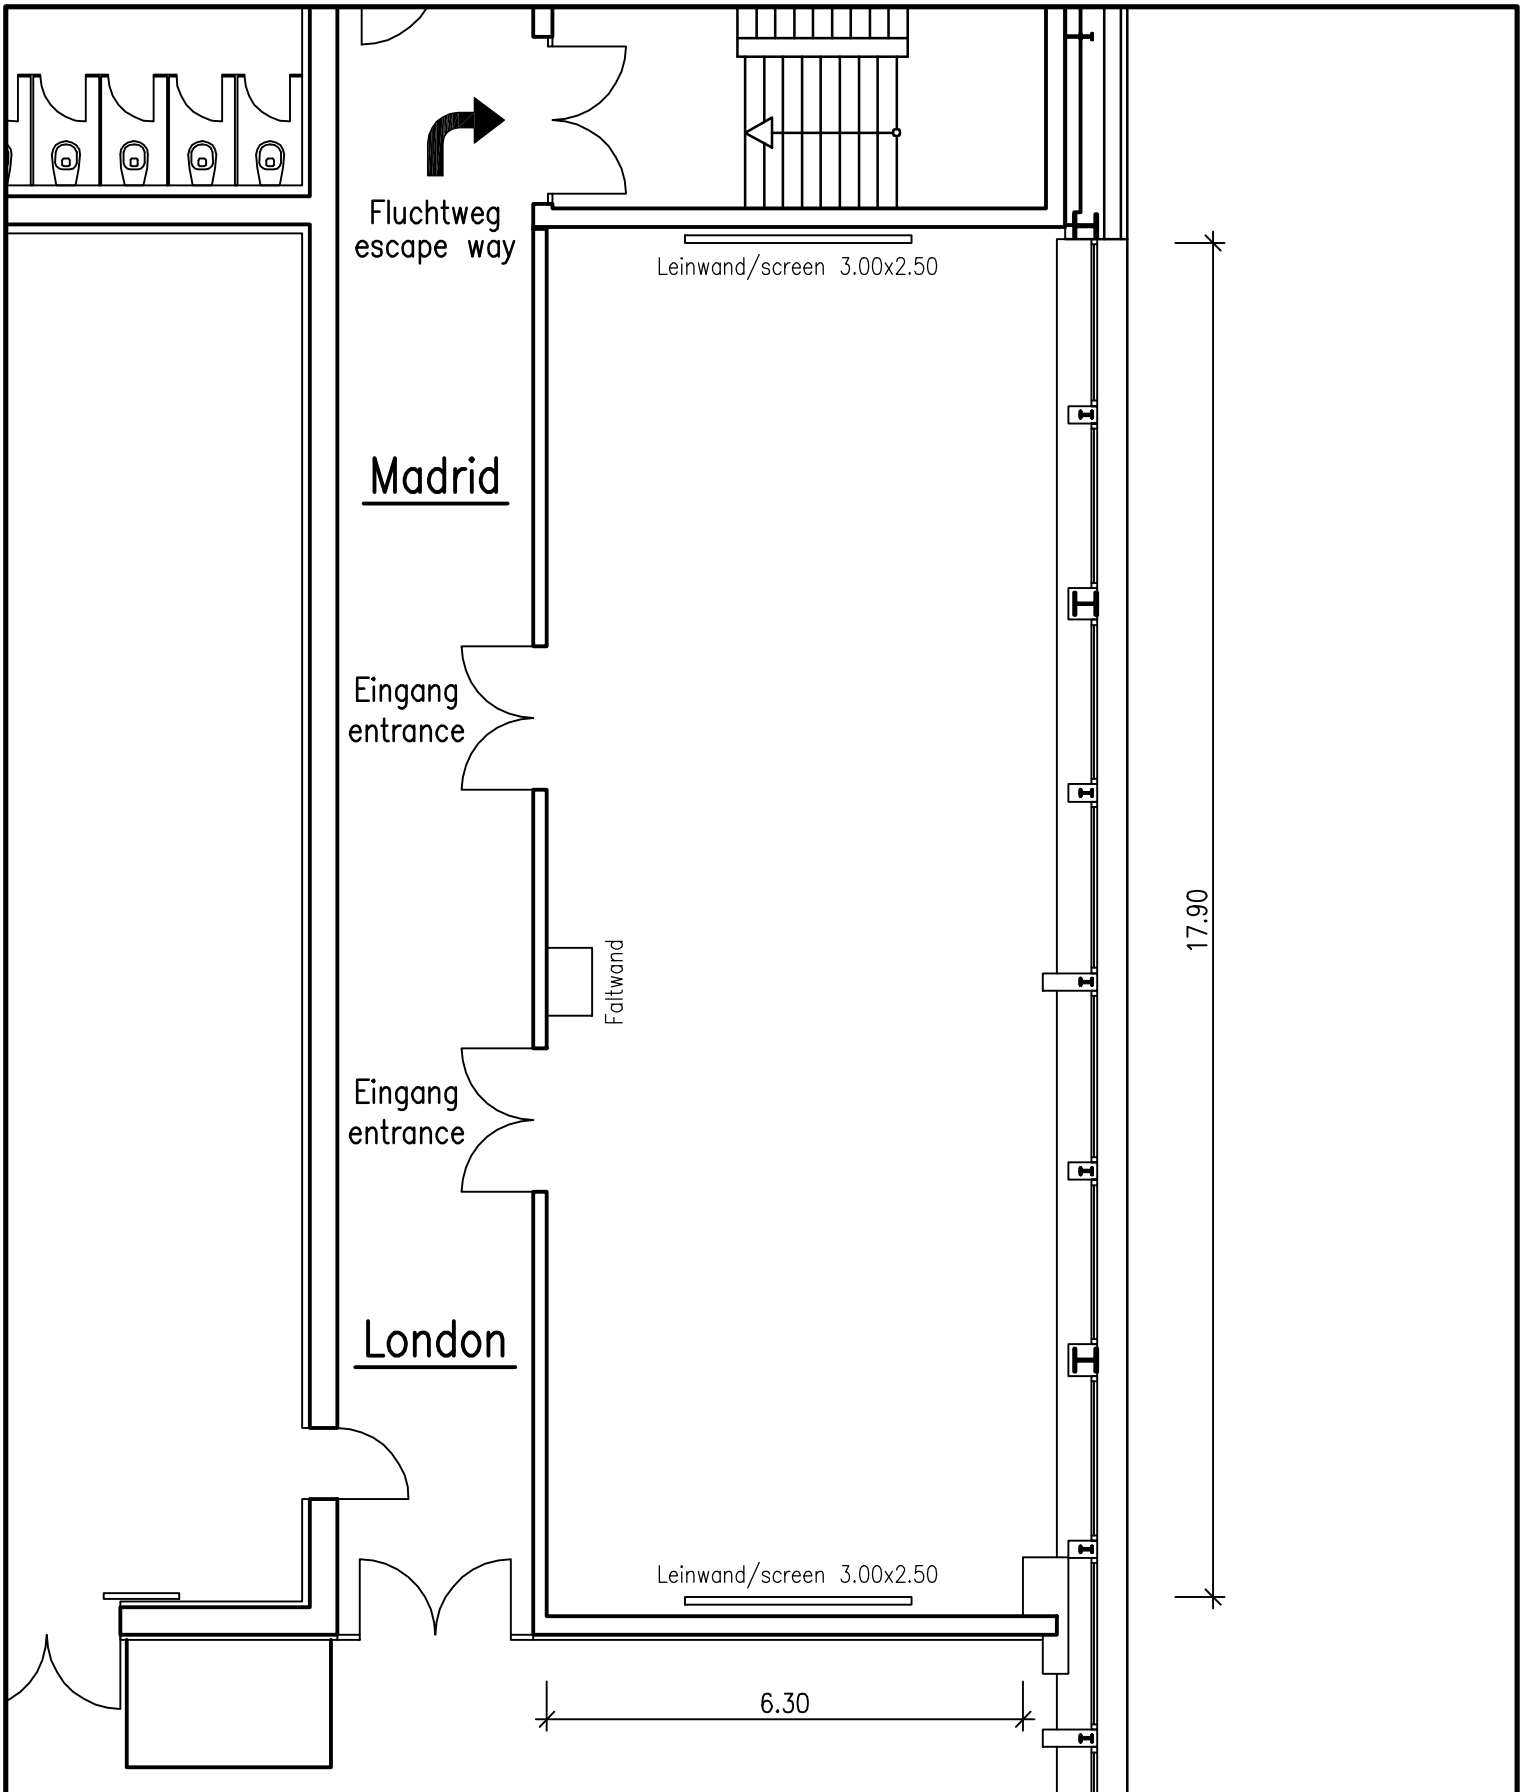 Fluchtweg
escape way
Leinwand/screen 3.00x2.50
Madrid
Eingang
entrance
17.90
Faltwand
Eingang
entrance
London
Leinwand/screen 3.00x2.50
6.30